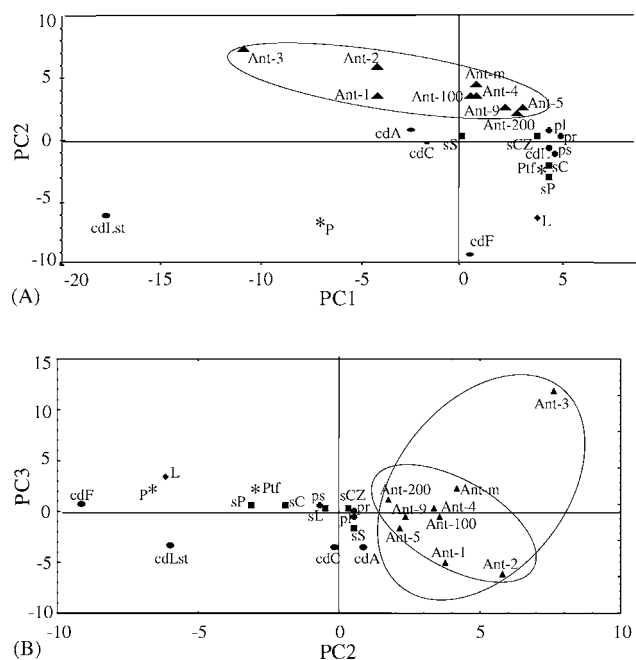 10
Ant-3
Ant-2
5
Ant-m
Ant-1
Ant-100
Ant-4
Ant-9
Ant-5
Ant-200
PC2
0
cdA
cdC
sS
sCZ
pl
pr
cdL
ps
Ptf
sC
sP
-5
cdLst
P
L
cdF
-10
-20
-15
-10
-5
0
5
(A)
PC1
15
Ant-3
10
PC3
5
L
P
Ptf
cdF
sP
sC
ps
sL
sCZ
pr
pl
sS
Ant-200
Ant-m
Ant-9
Ant-4
Ant-100
Ant-5
0
cdLst
cdC
cdA
Ant-1
Ant-2
-5
-10
-10
-5
0
5
10
(B)
PC2